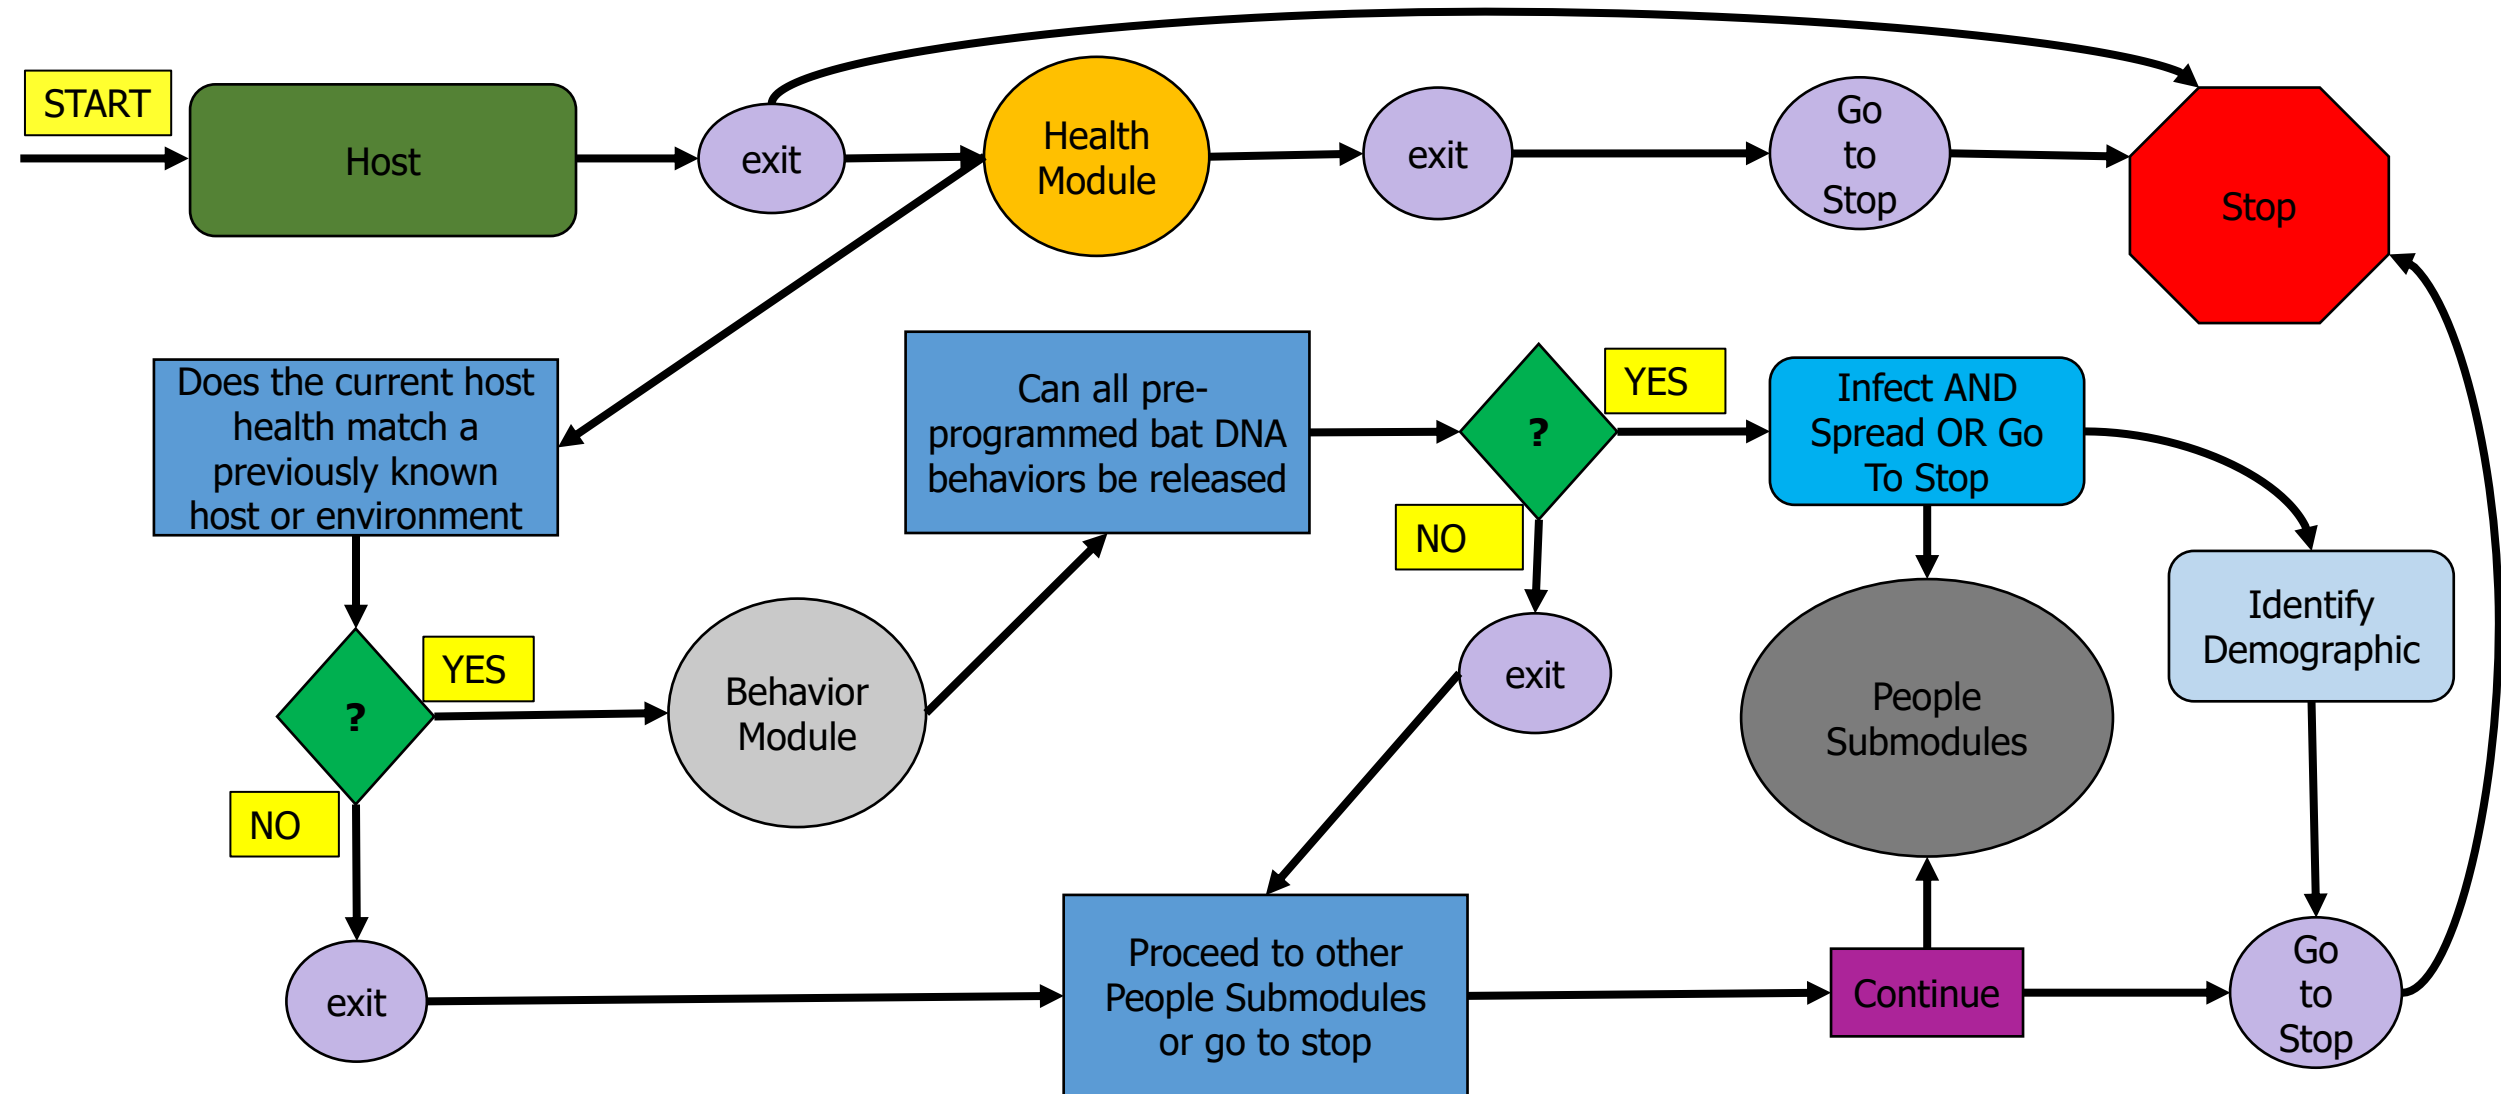 START
Host
exit
Health
Module
exit
Go
to
Stop
Stop
Does the current host
health match a
previously known
host or environment
Can all pre-
programmed bat DNA
behaviors be released
?
YES
NO
Infect AND
Spread OR Go
To Stop
Identify
Demographic
?
YES
NO
Behavior
Module
exit
People
Submodules
exit
Proceed to other
People Submodules
or go to stop
Continue
Go
to
Stop